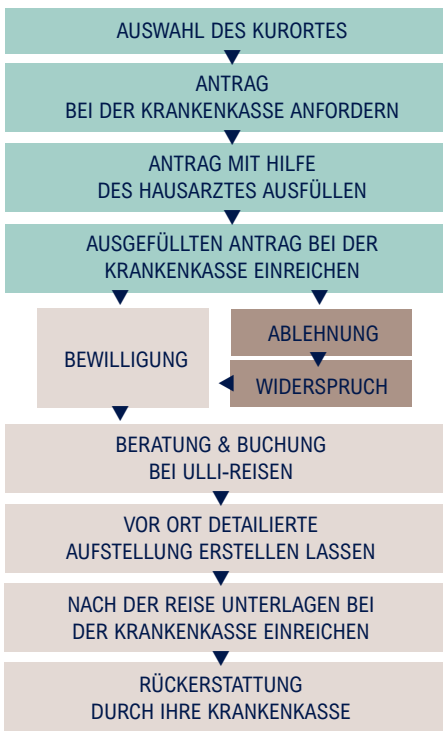 AUSWAHL DES KURORTES
ANTRAG
BEI DER KRANKENKASSE ANFORDERN
ANTRAG MIT HILFE
DES HAUSARZTES AUSFÜLLEN
AUSGEFÜLLTEN ANTRAG BEI DER
KRANKENKASSE EINREICHEN
BEWILLIGUNG
ABLEHNUNG
WIDERSPRUCH
BERATUNG & BUCHUNG
BEI ULLI-REISEN
VOR ORT DETAILIERTE
AUFSTELLUNG ERSTELLEN LASSEN
NACH DER REISE UNTERLAGEN BEI
DER KRANKENKASSE EINREICHEN
RÜCKERSTATTUNG
DURCH IHRE KRANKENKASSE